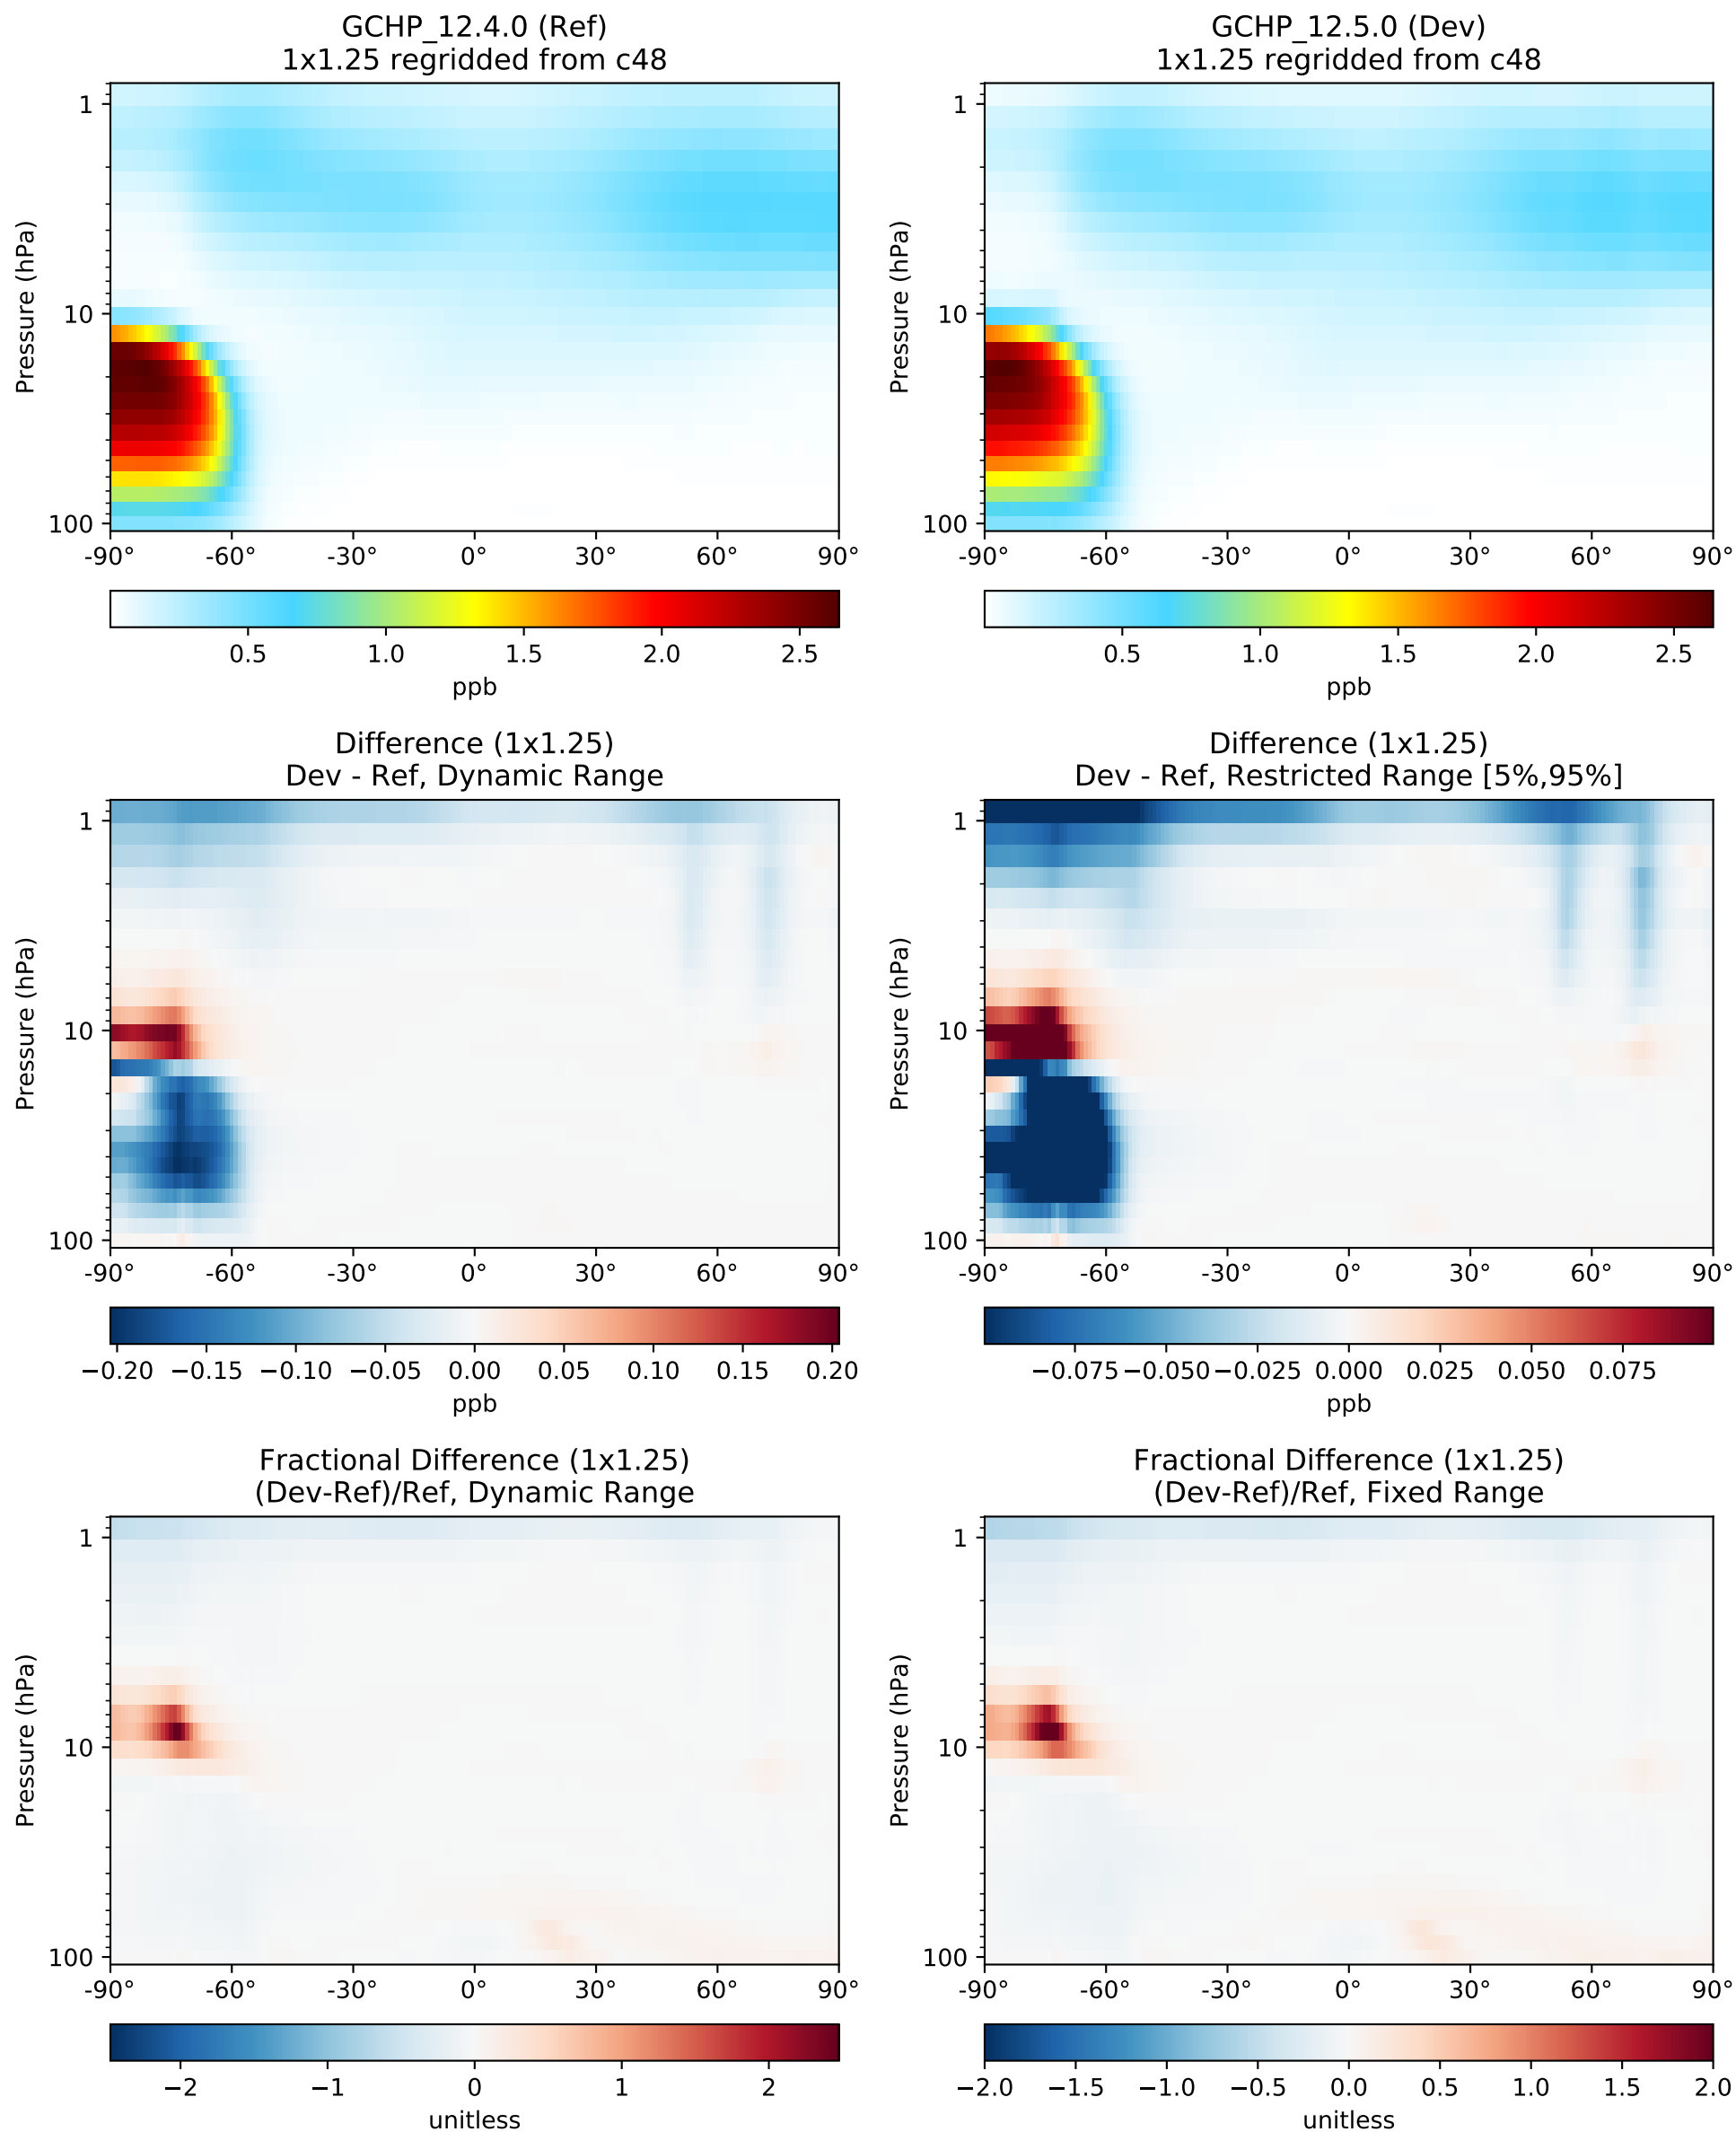 GCHP_12.4.0 (Ref)
1x1.25 regridded from c48
Pressure (hPa)
1
10
100
-90° -60° -30° 0° 30° 60° 90°
0.5 1.0 1.5 2.0 2.5
ppb
GCHP_12.5.0 (Dev)
1x1.25 regridded from c48
Pressure (hPa)
1
10
100
-90° -60° -30° 0° 30° 60° 90°
0.5 1.0 1.5 2.0 2.5
ppb
Difference (1x1.25)
Dev - Ref, Dynamic Range
Pressure (hPa)
1
10
100
-90° -60° -30° 0° 30° 60° 90°
−0.20 −0.15 −0.10 −0.05 0.00 0.05 0.10 0.15 0.20
ppb
Difference (1x1.25)
Dev - Ref, Restricted Range [5%,95%]
Pressure (hPa)
1
10
100
-90° -60° -30° 0° 30° 60° 90°
−0.075 −0.050 −0.025 0.000 0.025 0.050 0.075
ppb
Fractional Difference (1x1.25)
(Dev-Ref)/Ref, Dynamic Range
Pressure (hPa)
1
10
100
-90° -60° -30° 0° 30° 60° 90°
−2 −1 0 1 2
unitless
Fractional Difference (1x1.25)
(Dev-Ref)/Ref, Fixed Range
Pressure (hPa)
1
10
100
-90° -60° -30° 0° 30° 60° 90°
−2.0 −1.5 −1.0 −0.5 0.0 0.5 1.0 1.5 2.0
unitless